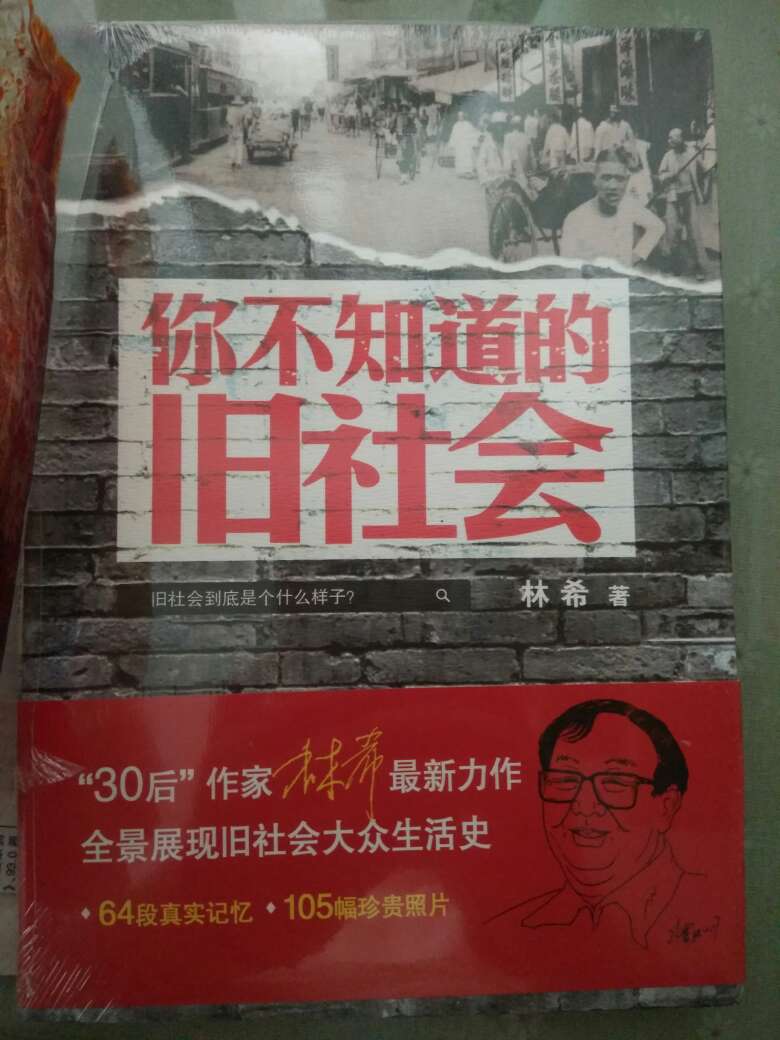 你不知道的
旧社会
旧社会到底是个什么样子?
林希 著
“30后”作家林希最新力作
全景展现旧社会大众生活史
64段真实记忆 105幅珍贵照片